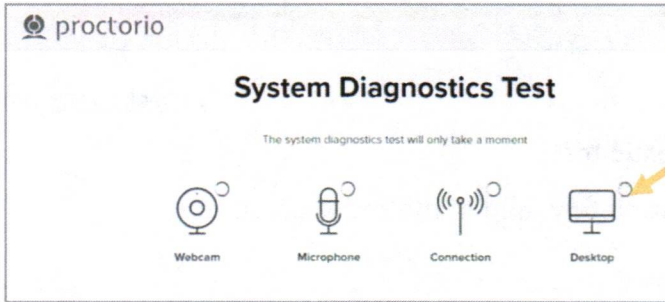 proctorio
System Diagnostics Test
The system diagnostics test will only take a moment
Webcam Microphone Connection Desktop